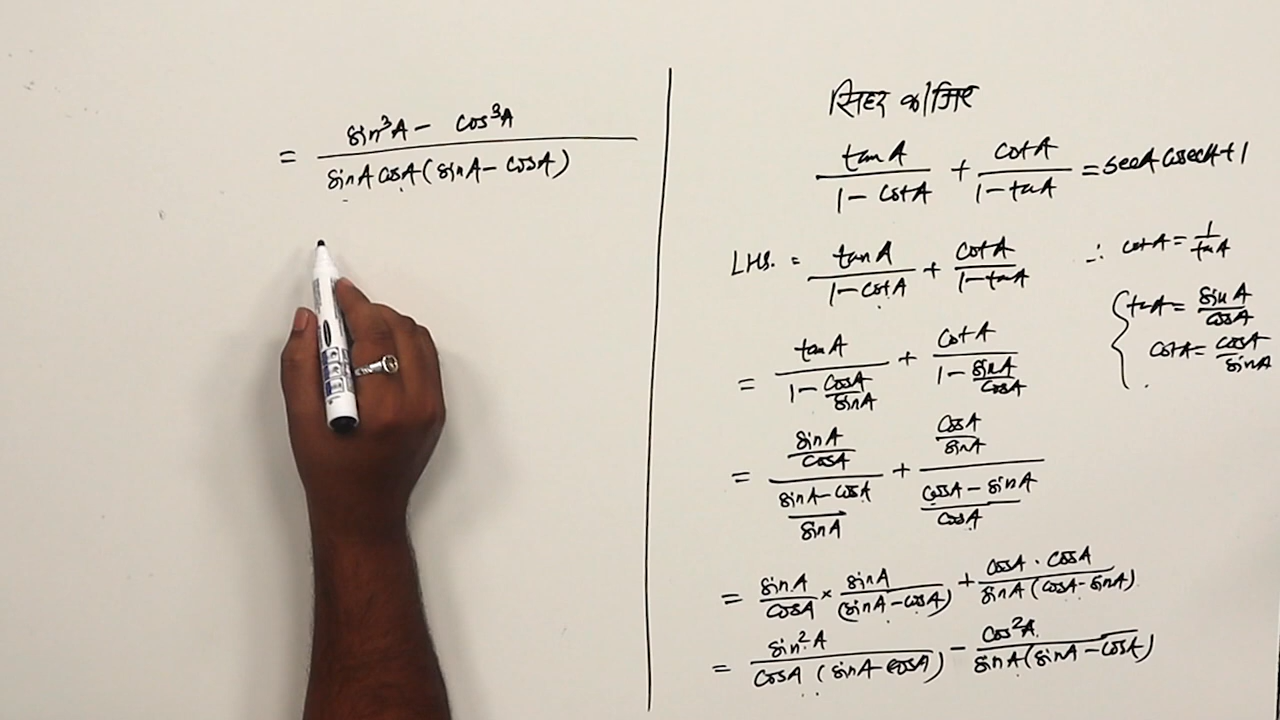 सिद्ध कीजिए
tanA/(1 - cotA) + cotA/(1 - tanA) = secA cosecA + 1
LHS. = tanA/(1 - cotA) + cotA/(1 - tanA) ∴ cotA = 1/tanA
{ tanA = sinA/cosA
cotA = cosA/sinA
= tanA/(1 - cosA/sinA) + cotA/(1 - sinA/cosA)
= (sinA/cosA)/((sinA - cosA)/sinA) + (cosA/sinA)/((cosA - sinA)/cosA)
= sinA/cosA × sinA/(sinA - cosA) + cosA · cosA/sinA(cosA - sinA)
= sin²A/cosA (sinA - cosA) - cos²A/sinA(sinA - cosA)
= (sin³A - cos³A)/sinA cosA (sinA - cosA)